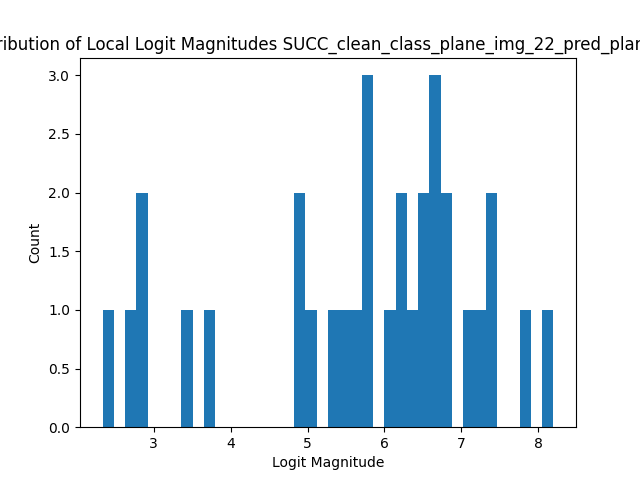 ribution of Local Logit Magnitudes SUCC_clean_class_plane_img_22_pred_plan
3.0
2.5
2.0
1.5
1.0
0.5
0.0
Count
3 4 5 6 7 8
Logit Magnitude